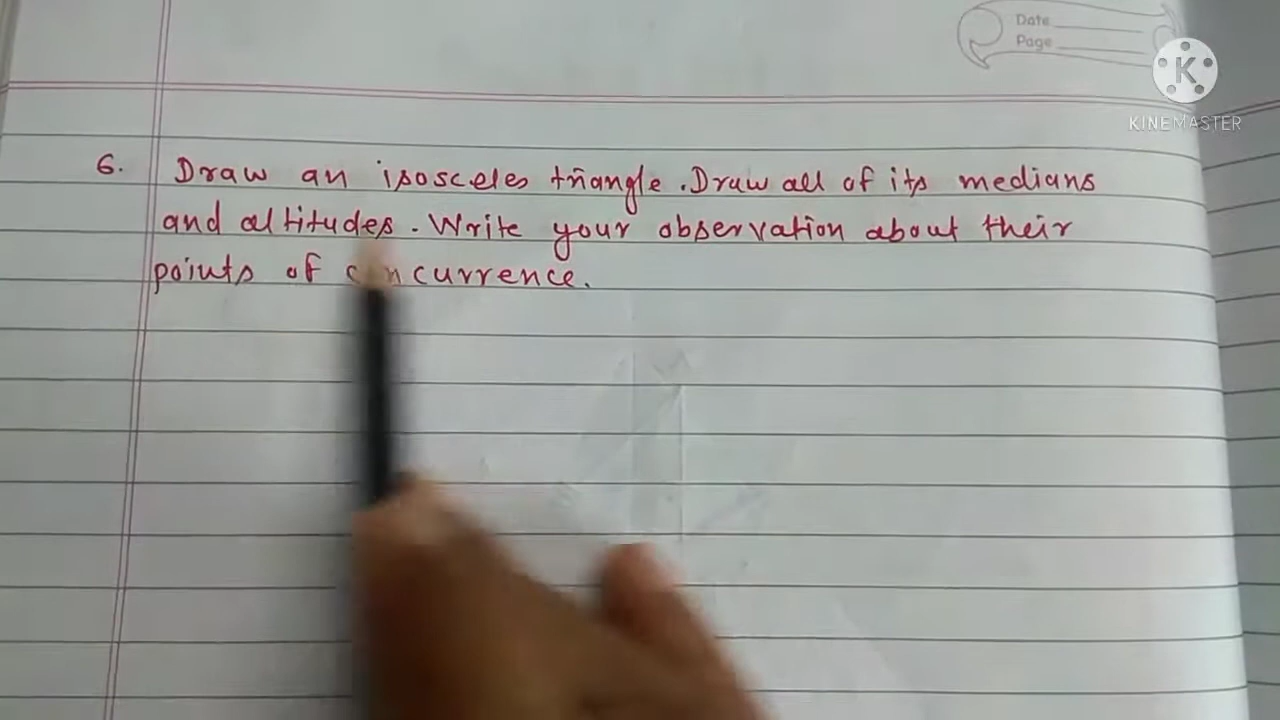 Date
Page
K
KINEMASTER
6. Draw an isosceles triangle. Draw all of its medians
and altitudes. Write your observation about their
points of concurrence.